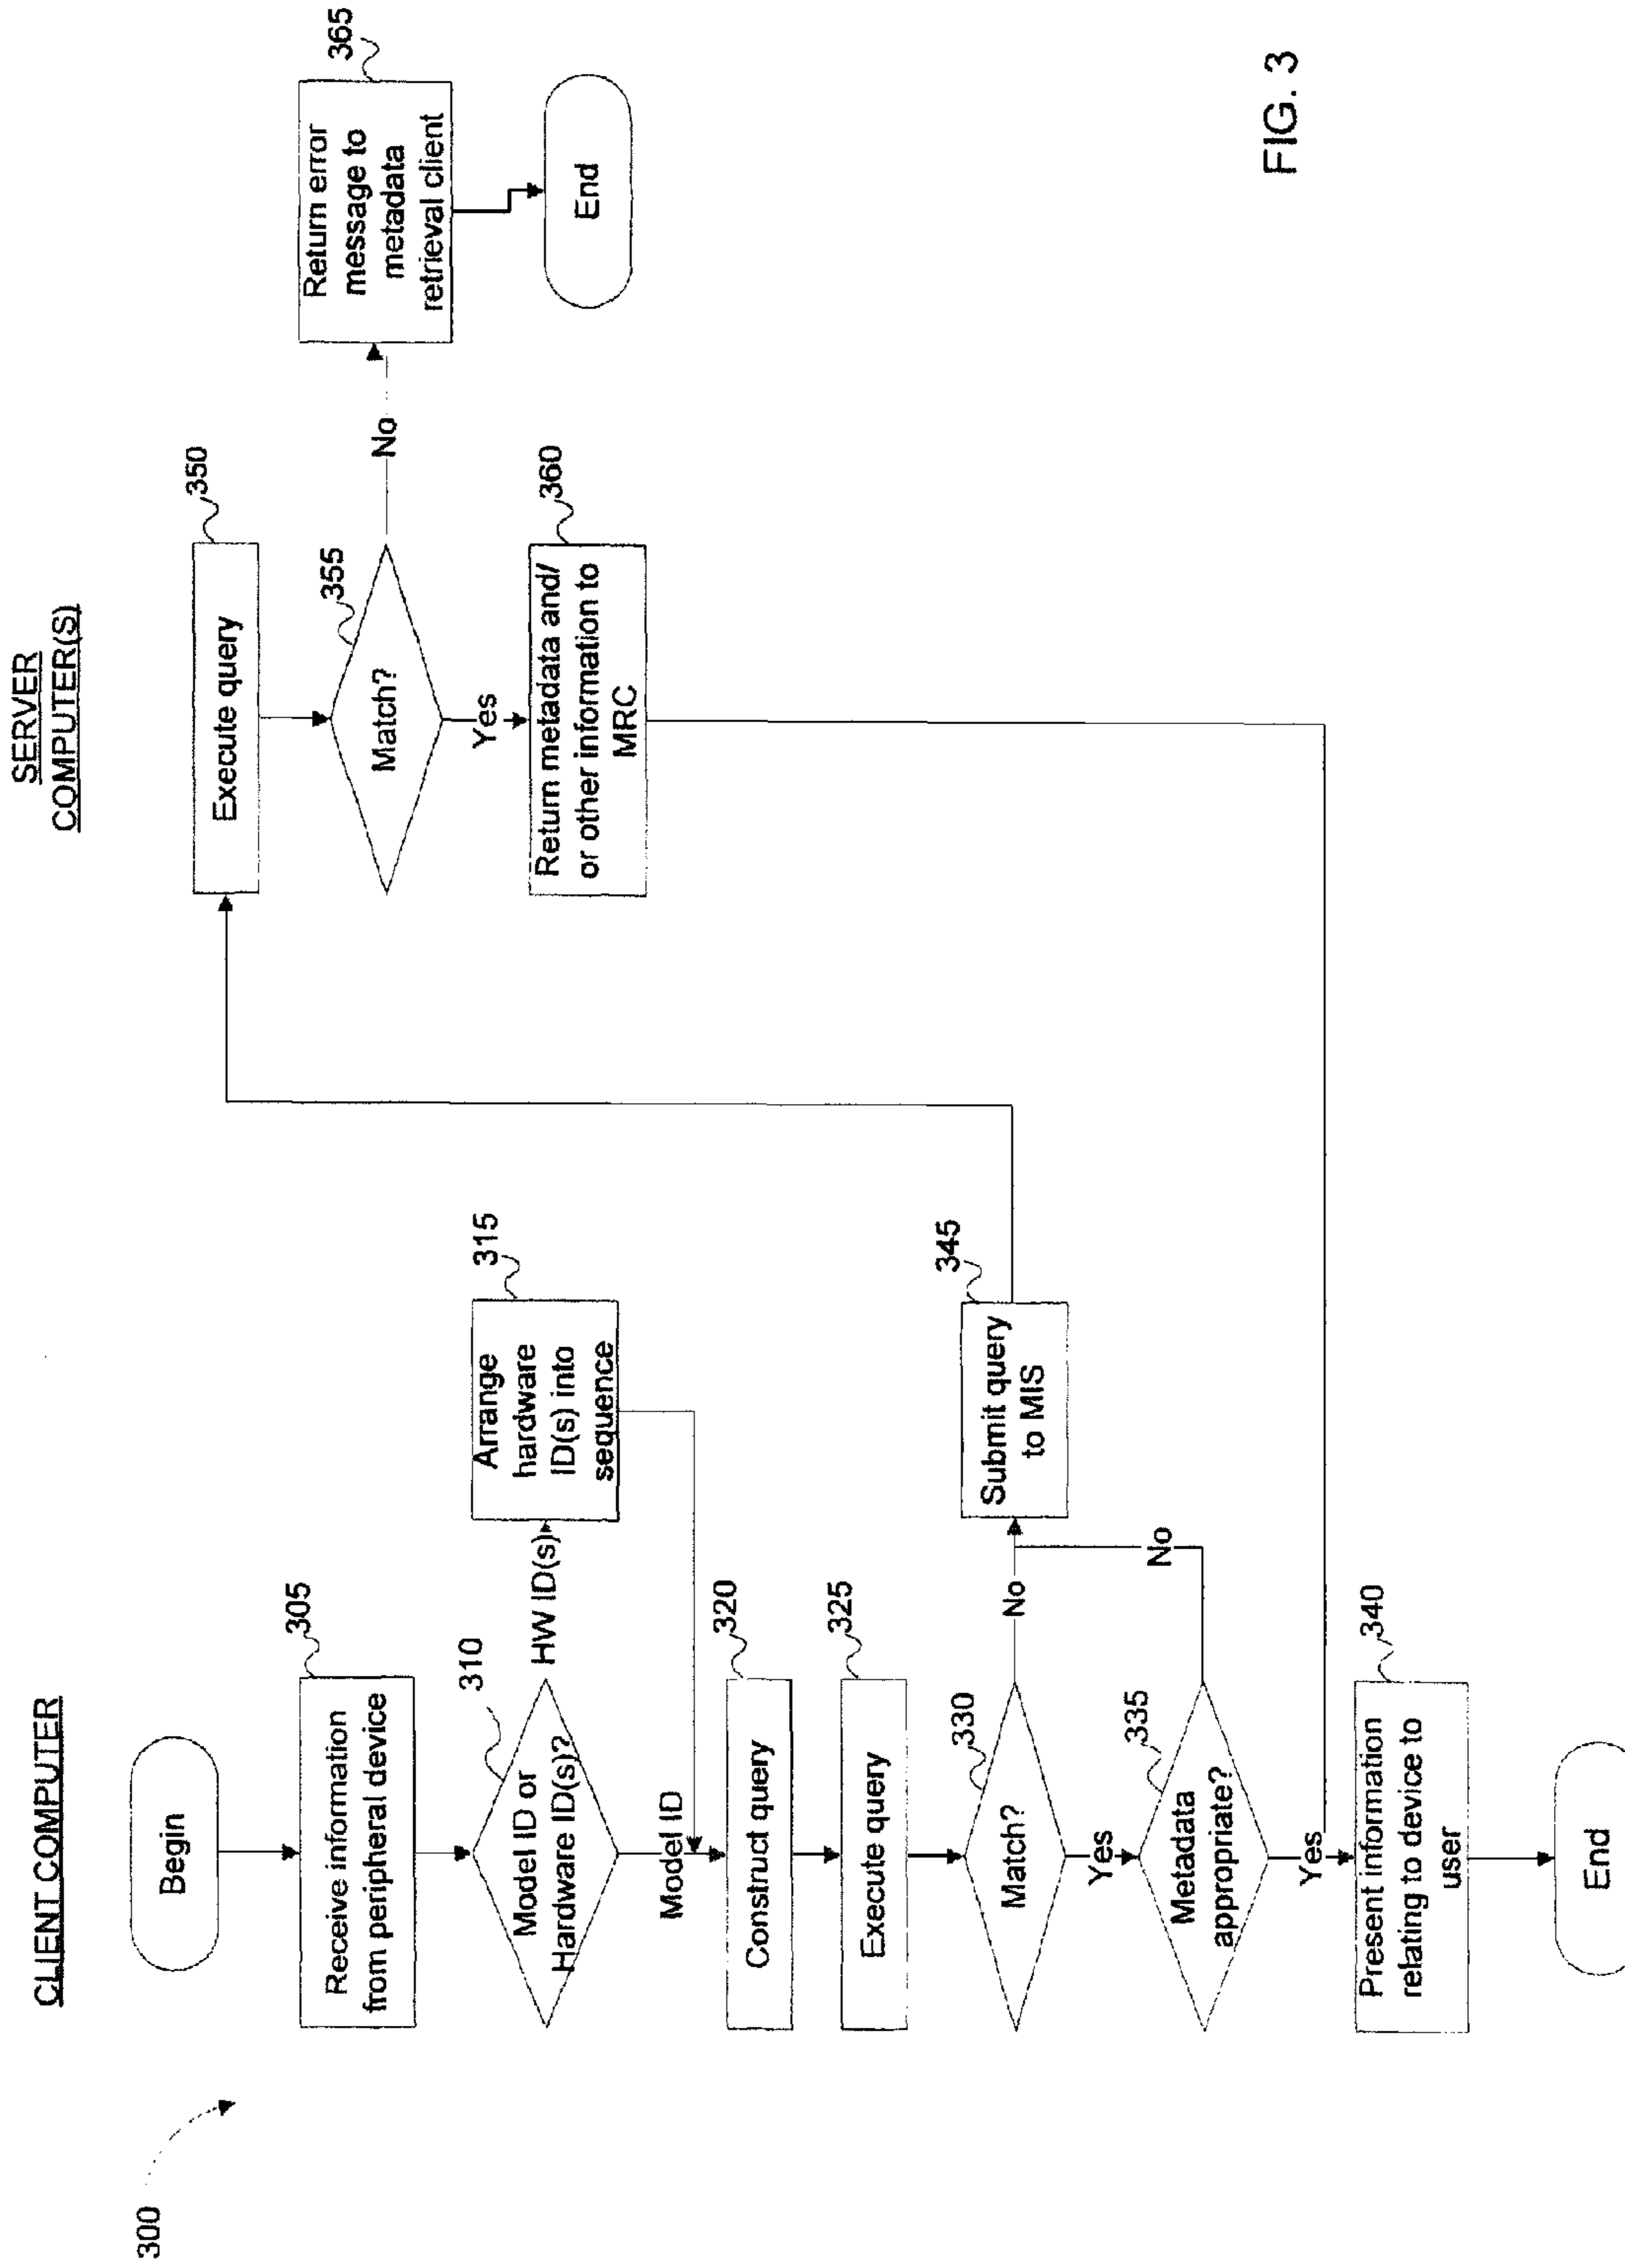 300
CLIENT COMPUTER
Begin
305
Receive information
from peripheral device
310
Model ID or
Hardware ID(s)?
HW ID(s)
315
Arrange
hardware
ID(s) into
sequence
Model ID
320
Construct query
325
Execute query
330
Match?
No
Yes
335
Metadata
appropriate?
No
Yes
345
Submit query
to MIS
340
Present information
relating to device to
user
End
SERVER
COMPUTER(S)
350
Execute query
355
Match?
No
Yes
360
Return metadata and/
or other information to
MRC
365
Return error
message to
metadata
retrieval client
End
FIG. 3